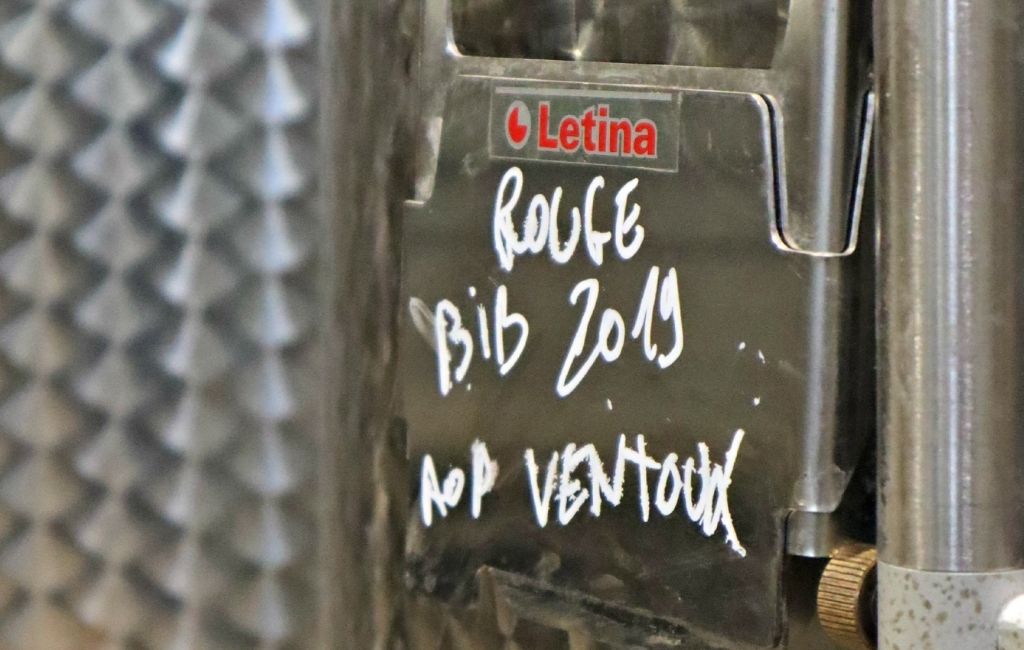 Letina
ROUGE
BiB 2019
AOP VENTOUX